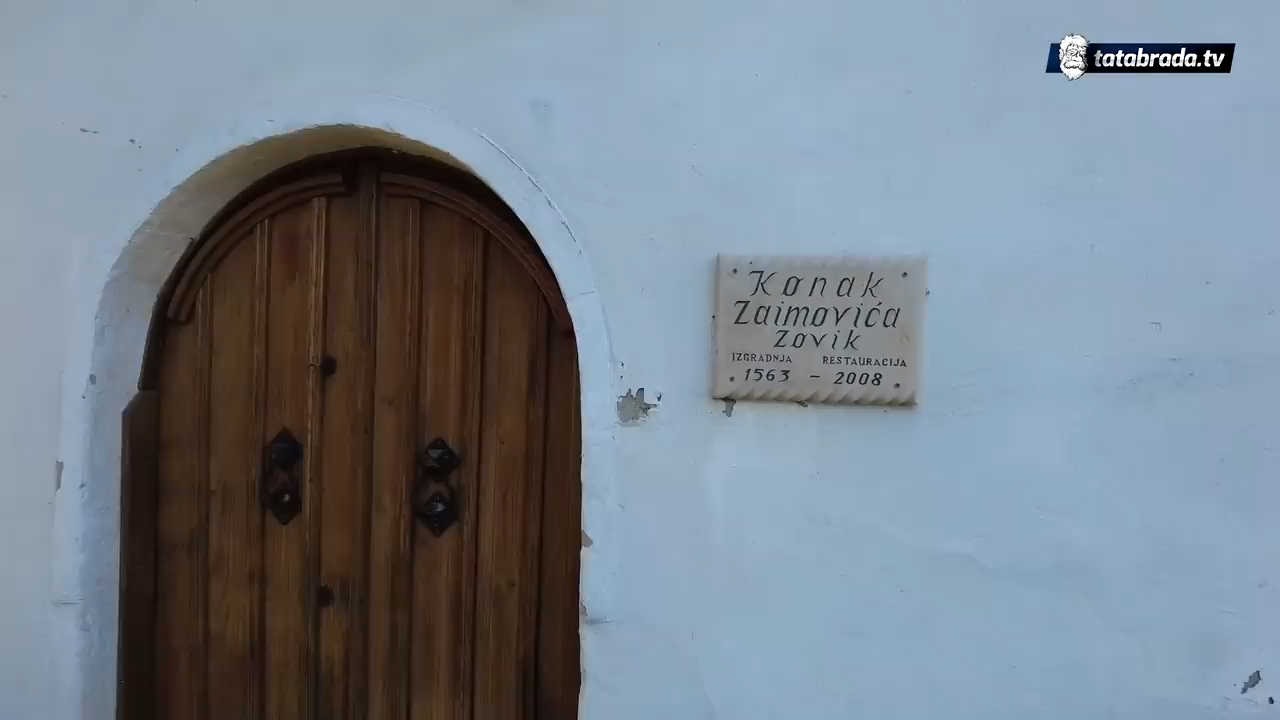 tatabrada.tv
Konak
Zaimovića
Zovik
IZGRADNJA RESTAURACIJA
1563 - 2008